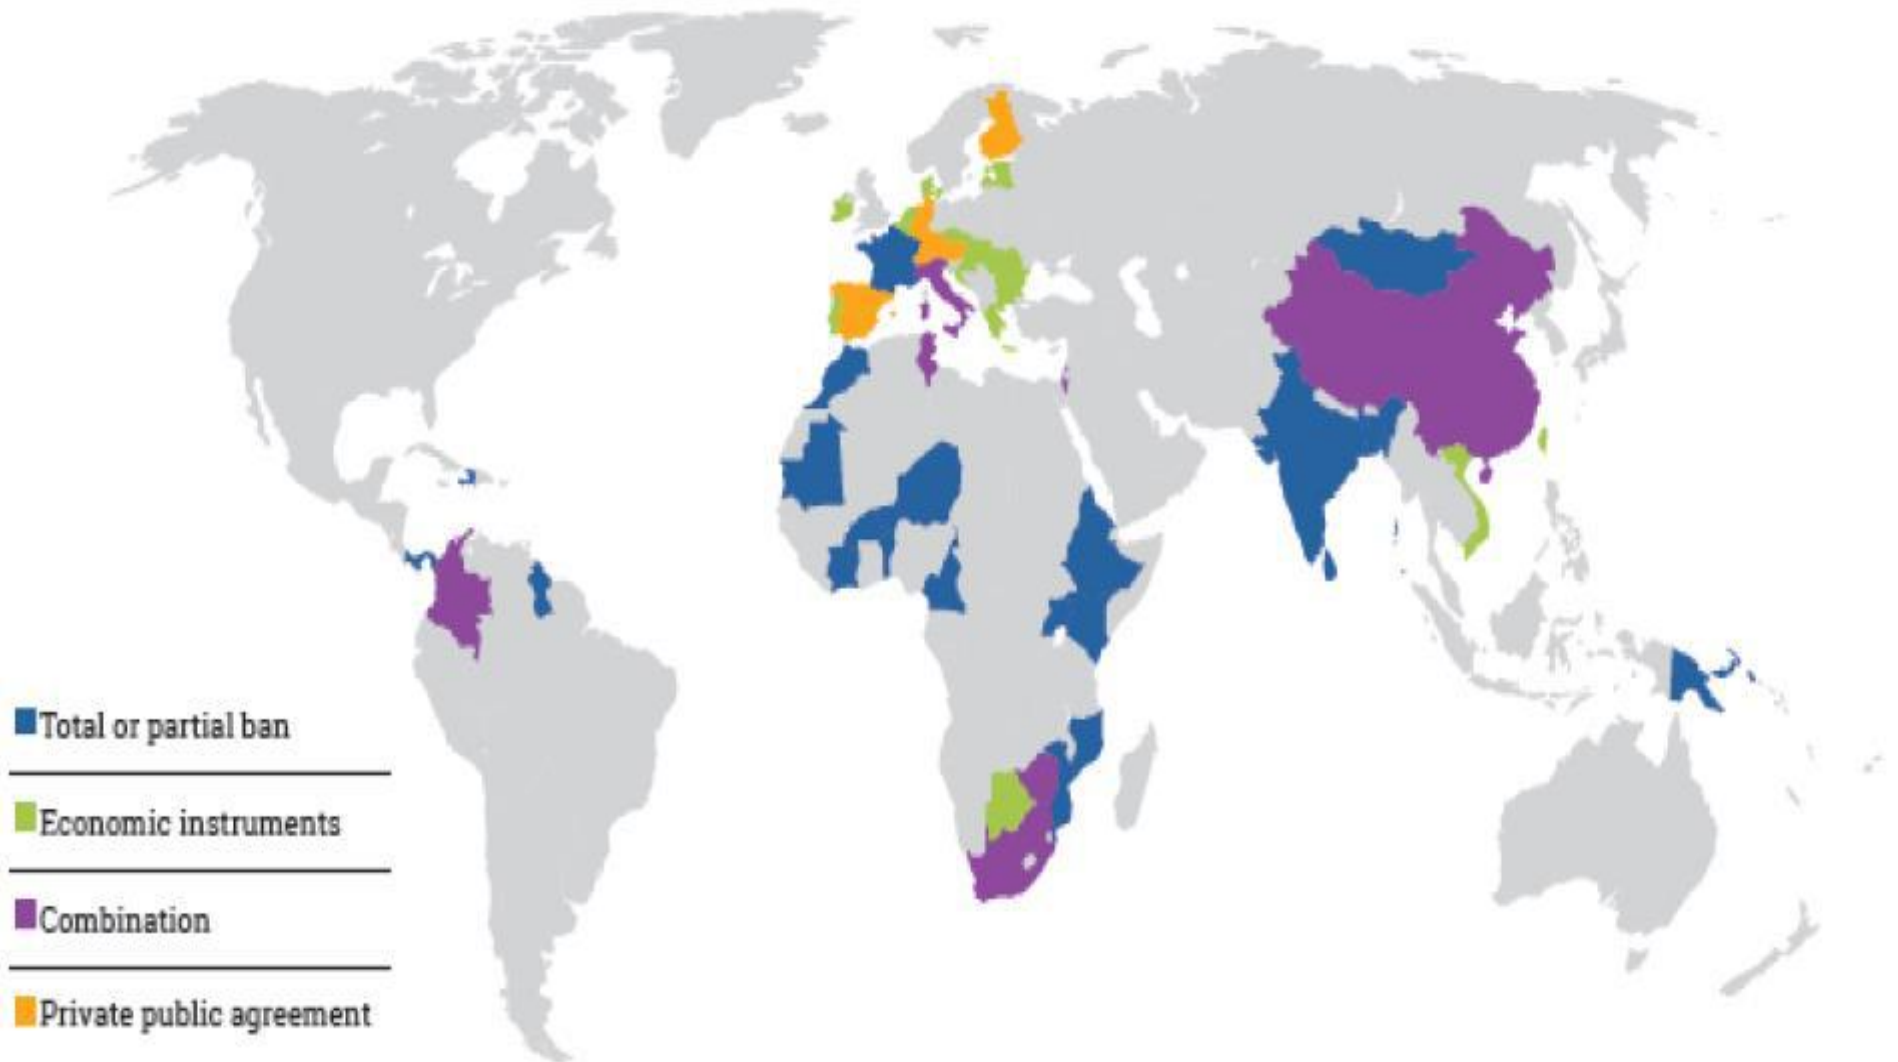 Total or partial ban
Economic instruments
Combination
Private public agreement